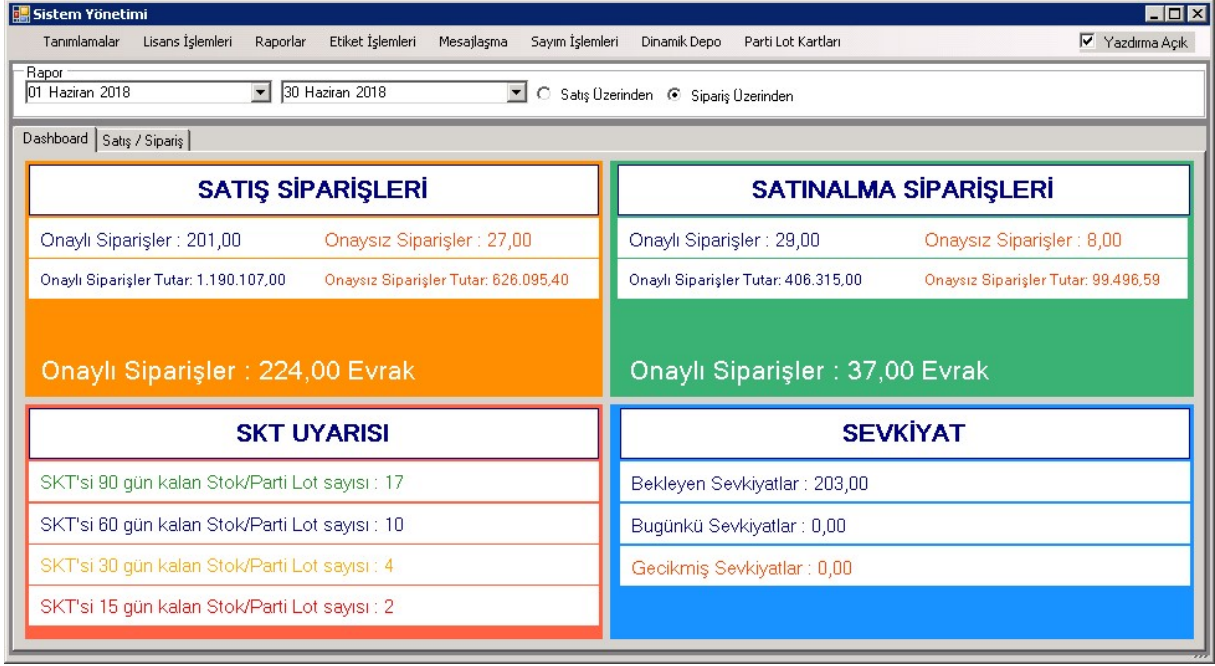 Sistem Yönetimi
Tanımlamalar Lisans İşlemleri Raporlar Etiket İşlemleri Mesajlaşma Sayım İşlemleri Dinamik Depo Parti Lot Kartları Yazdırma Açık
Rapor
01 Haziran 2018 30 Haziran 2018 Satış Üzerinden Sipariş Üzerinden
Dashboard Satış / Sipariş
SATIŞ SİPARİŞLERİ
Onaylı Siparişler : 201,00 Onaysız Siparişler : 27,00
Onaylı Siparişler Tutar: 1.190.107,00 Onaysız Siparişler Tutar: 626.095,40
Onaylı Siparişler : 224,00 Evrak
SATINALMA SİPARİŞLERİ
Onaylı Siparişler : 29,00 Onaysız Siparişler : 8,00
Onaylı Siparişler Tutar: 406.315,00 Onaysız Siparişler Tutar: 99.496,59
Onaylı Siparişler : 37,00 Evrak
SKT UYARISI
SKT'si 90 gün kalan Stok/Parti Lot sayısı : 17
SKT'si 60 gün kalan Stok/Parti Lot sayısı : 10
SKT'si 30 gün kalan Stok/Parti Lot sayısı : 4
SKT'si 15 gün kalan Stok/Parti Lot sayısı : 2
SEVKİYAT
Bekleyen Sevkiyatlar : 203,00
Bugünkü Sevkiyatlar : 0,00
Gecikmiş Sevkiyatlar : 0,00